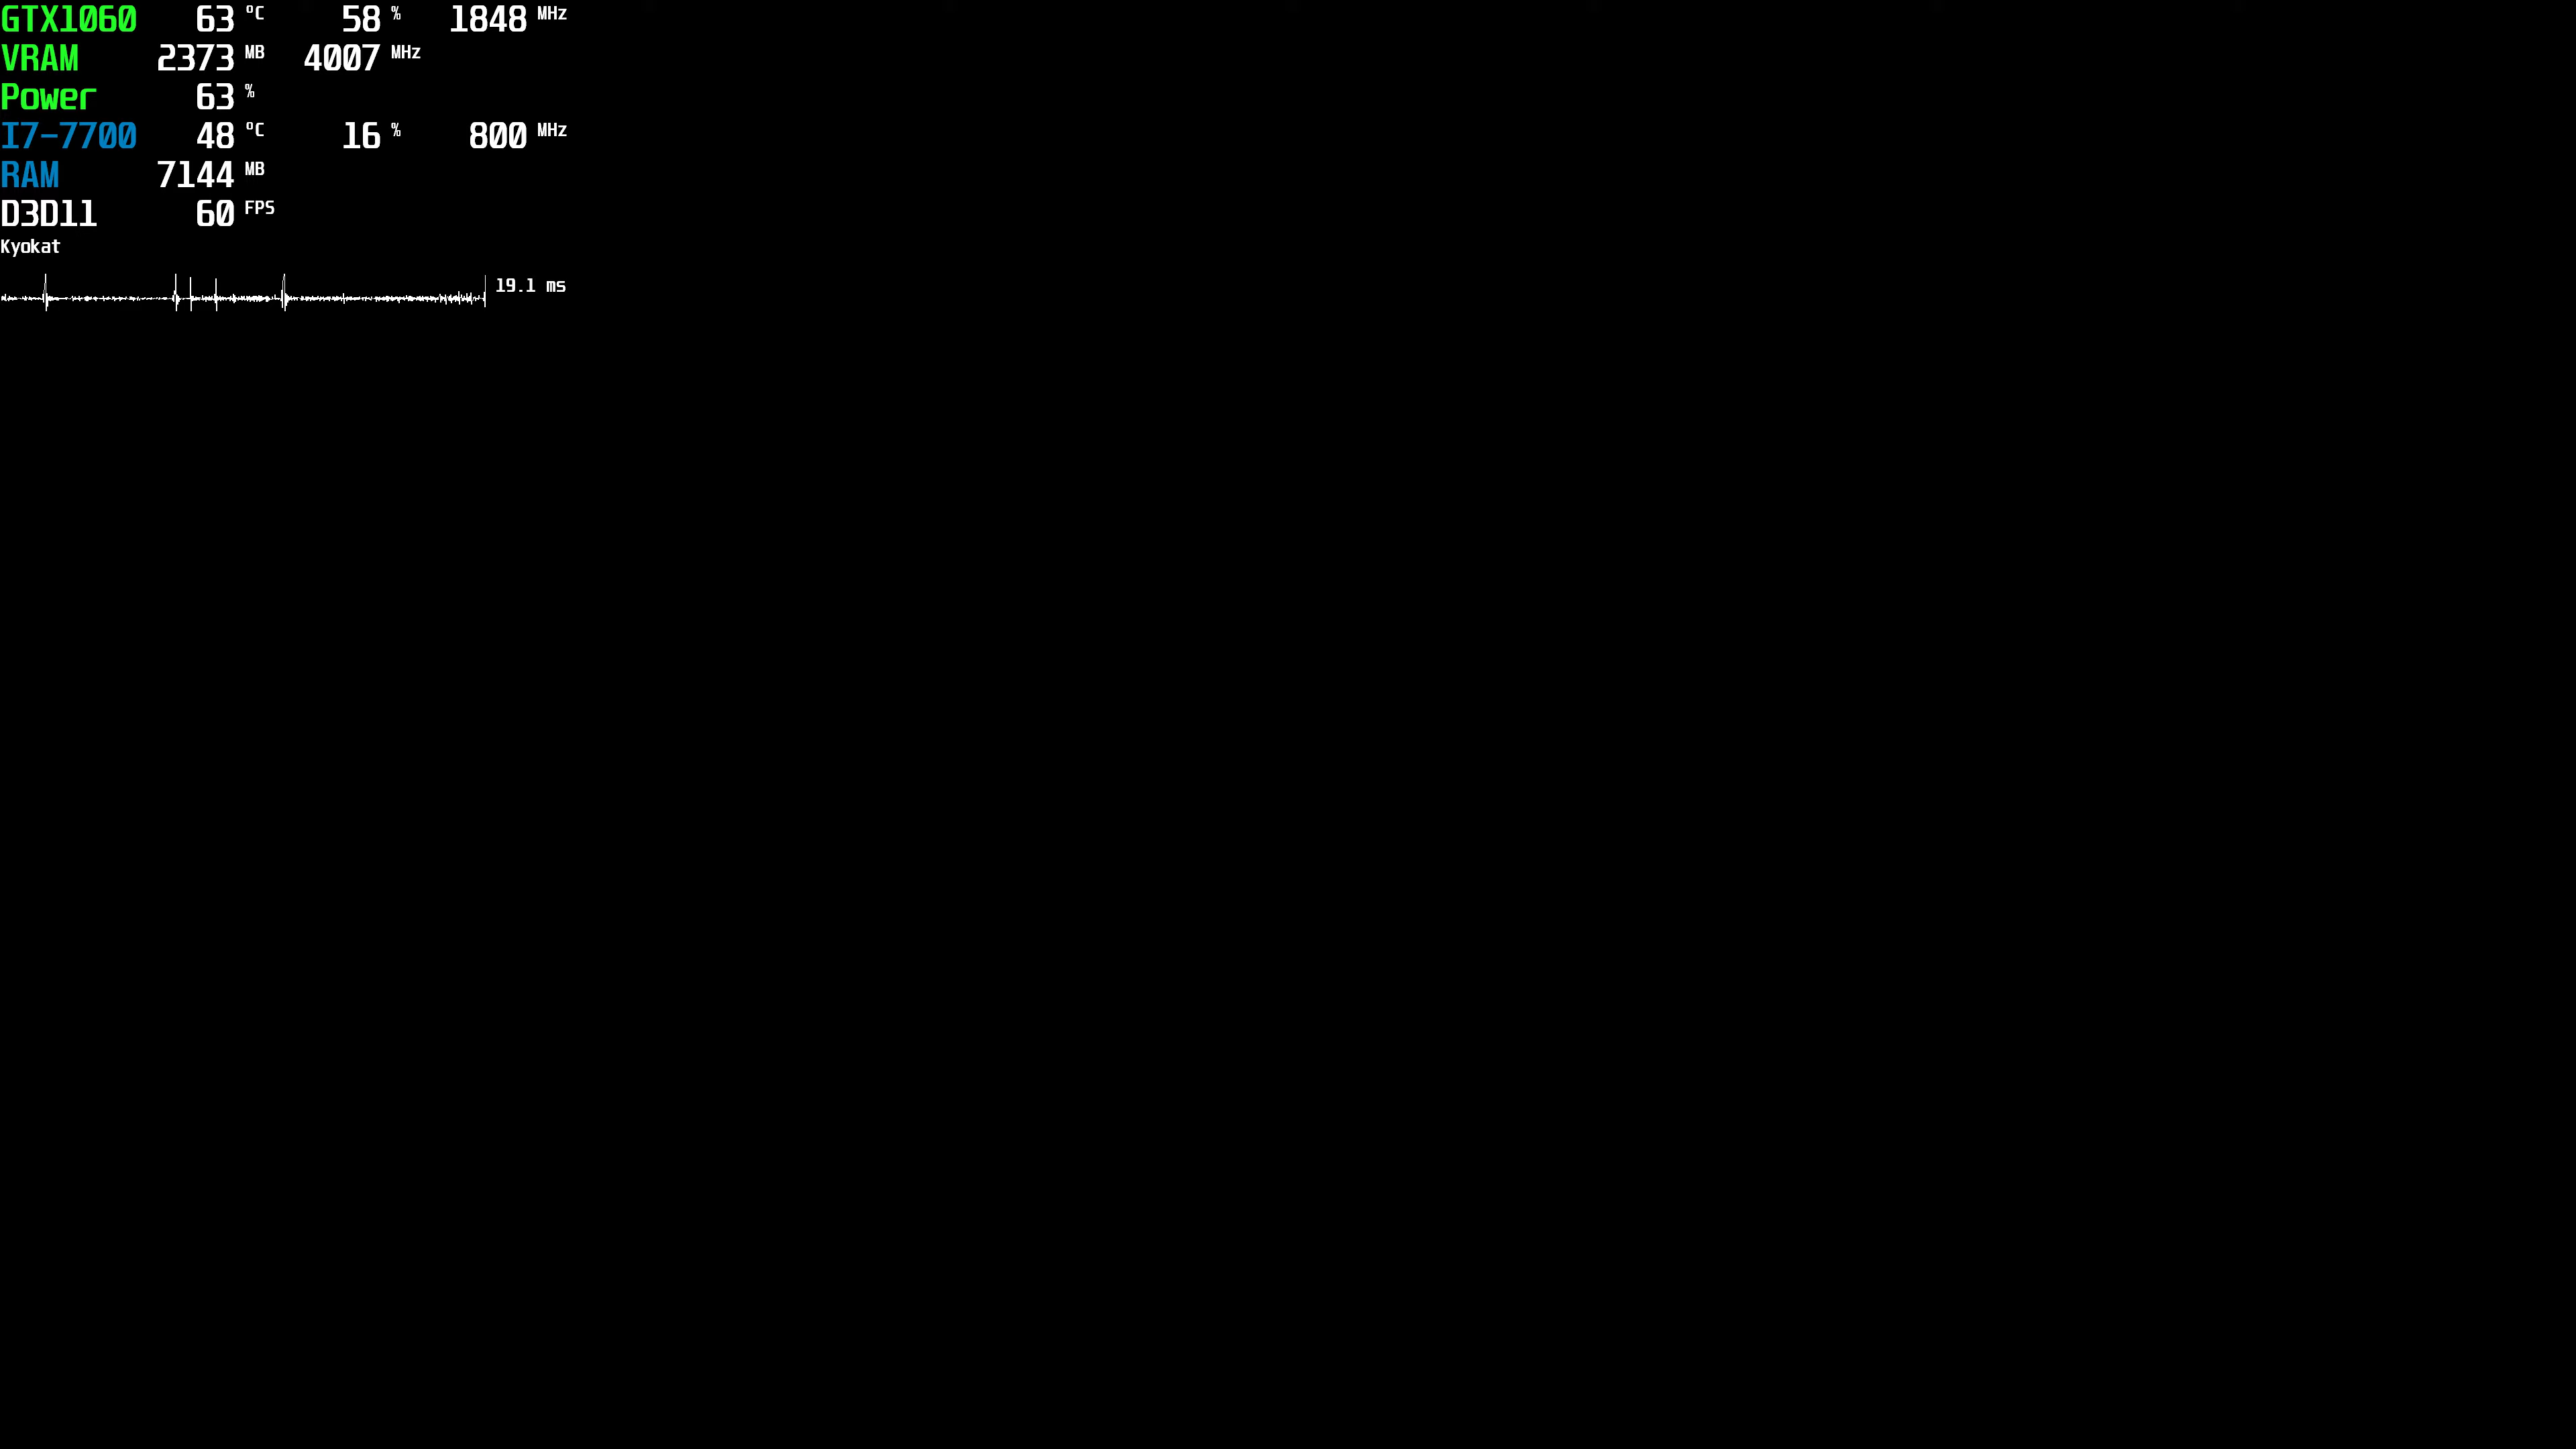 GTX1060 63 °C 58 % 1848 MHz
VRAM 2373 MB 4007 MHz
Power 63 %
I7-7700 48 °C 16 % 800 MHz
RAM 7144 MB
D3D11 60 FPS
Kyokat
19.1 ms